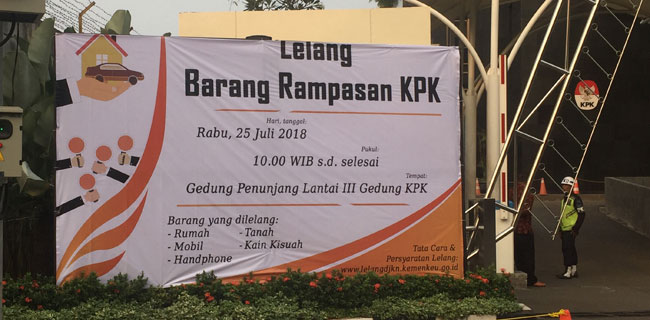 Lelang
Barang Rampasan KPK
Hari, tanggal:
Rabu, 25 Juli 2018
Pukul:
10.00 WIB s.d. selesai
Tempat:
Gedung Penunjang Lantai III Gedung KPK
Barang yang dilelang:
- Rumah - Tanah
- Mobil - Kain Kisuah
- Handphone
Tata Cara &
Persyaratan Lelang:
www.lelangdjkn.kemenkeu.go.id
KPK